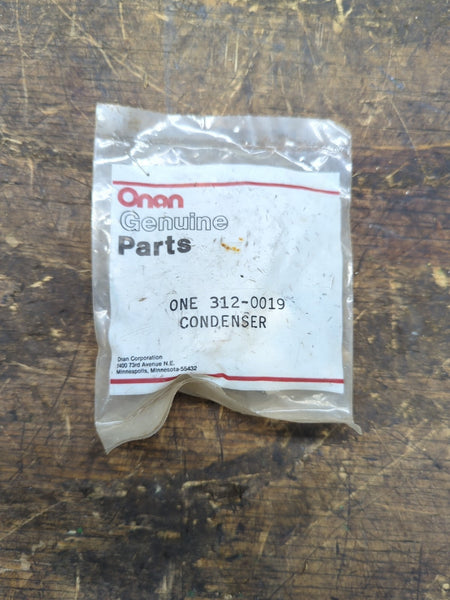 Onan
Genuine
Parts
ONE 312-0019
CONDENSER
Onan Corporation
1400 73rd Avenue N.E.
Minneapolis, Minnesota 55432